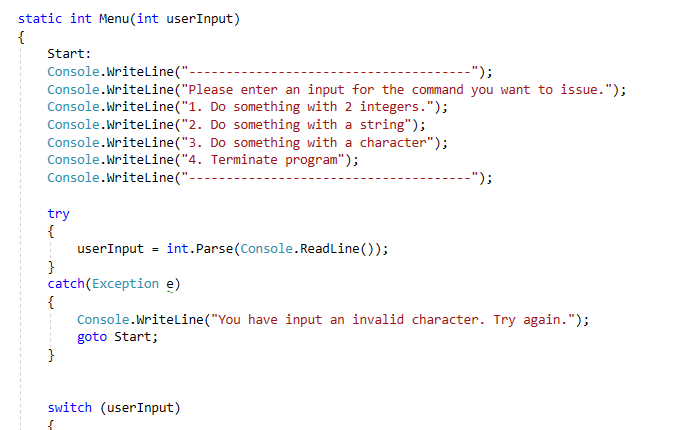 static int Menu(int userInput)
{
Start:
Console.WriteLine("--------------------------------------");
Console.WriteLine("Please enter an input for the command you want to issue.");
Console.WriteLine("1. Do something with 2 integers.");
Console.WriteLine("2. Do something with a string");
Console.WriteLine("3. Do something with a character");
Console.WriteLine("4. Terminate program");
Console.WriteLine("--------------------------------------");
try
{
userInput = int.Parse(Console.ReadLine());
}
catch(Exception e)
{
Console.WriteLine("You have input an invalid character. Try again.");
goto Start;
}
switch (userInput)
{